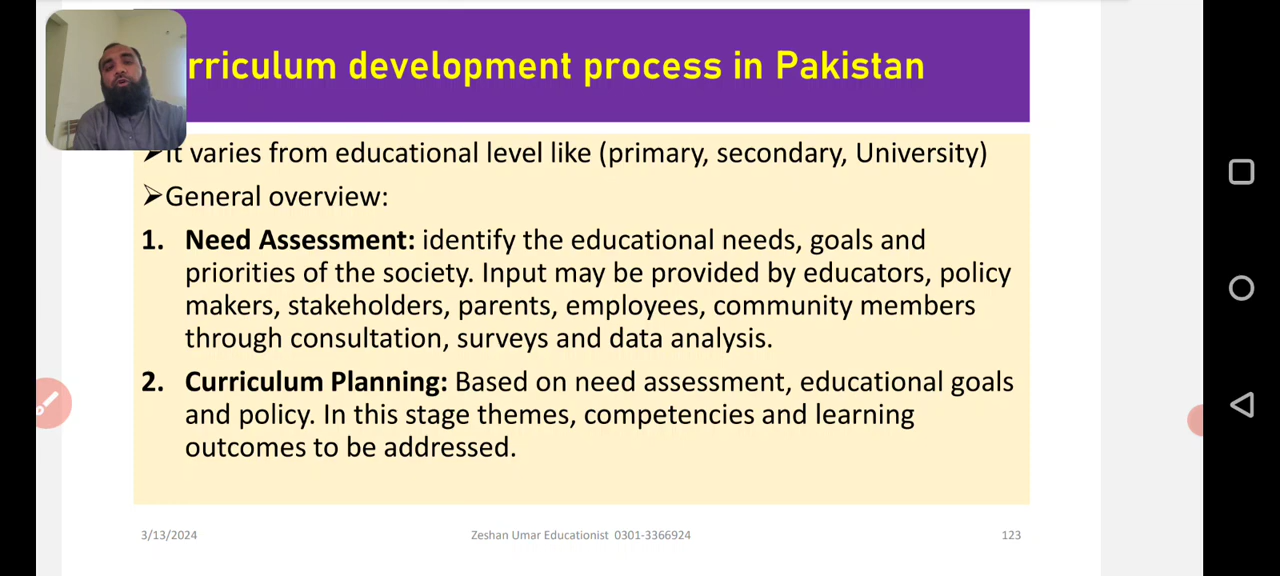 rriculum development process in Pakistan
➢It varies from educational level like (primary, secondary, University)
➢General overview:
1. Need Assessment: identify the educational needs, goals and
priorities of the society. Input may be provided by educators, policy
makers, stakeholders, parents, employees, community members
through consultation, surveys and data analysis.
2. Curriculum Planning: Based on need assessment, educational goals
and policy. In this stage themes, competencies and learning
outcomes to be addressed.
3/13/2024
Zeshan Umar Educationist 0301-3366924
123